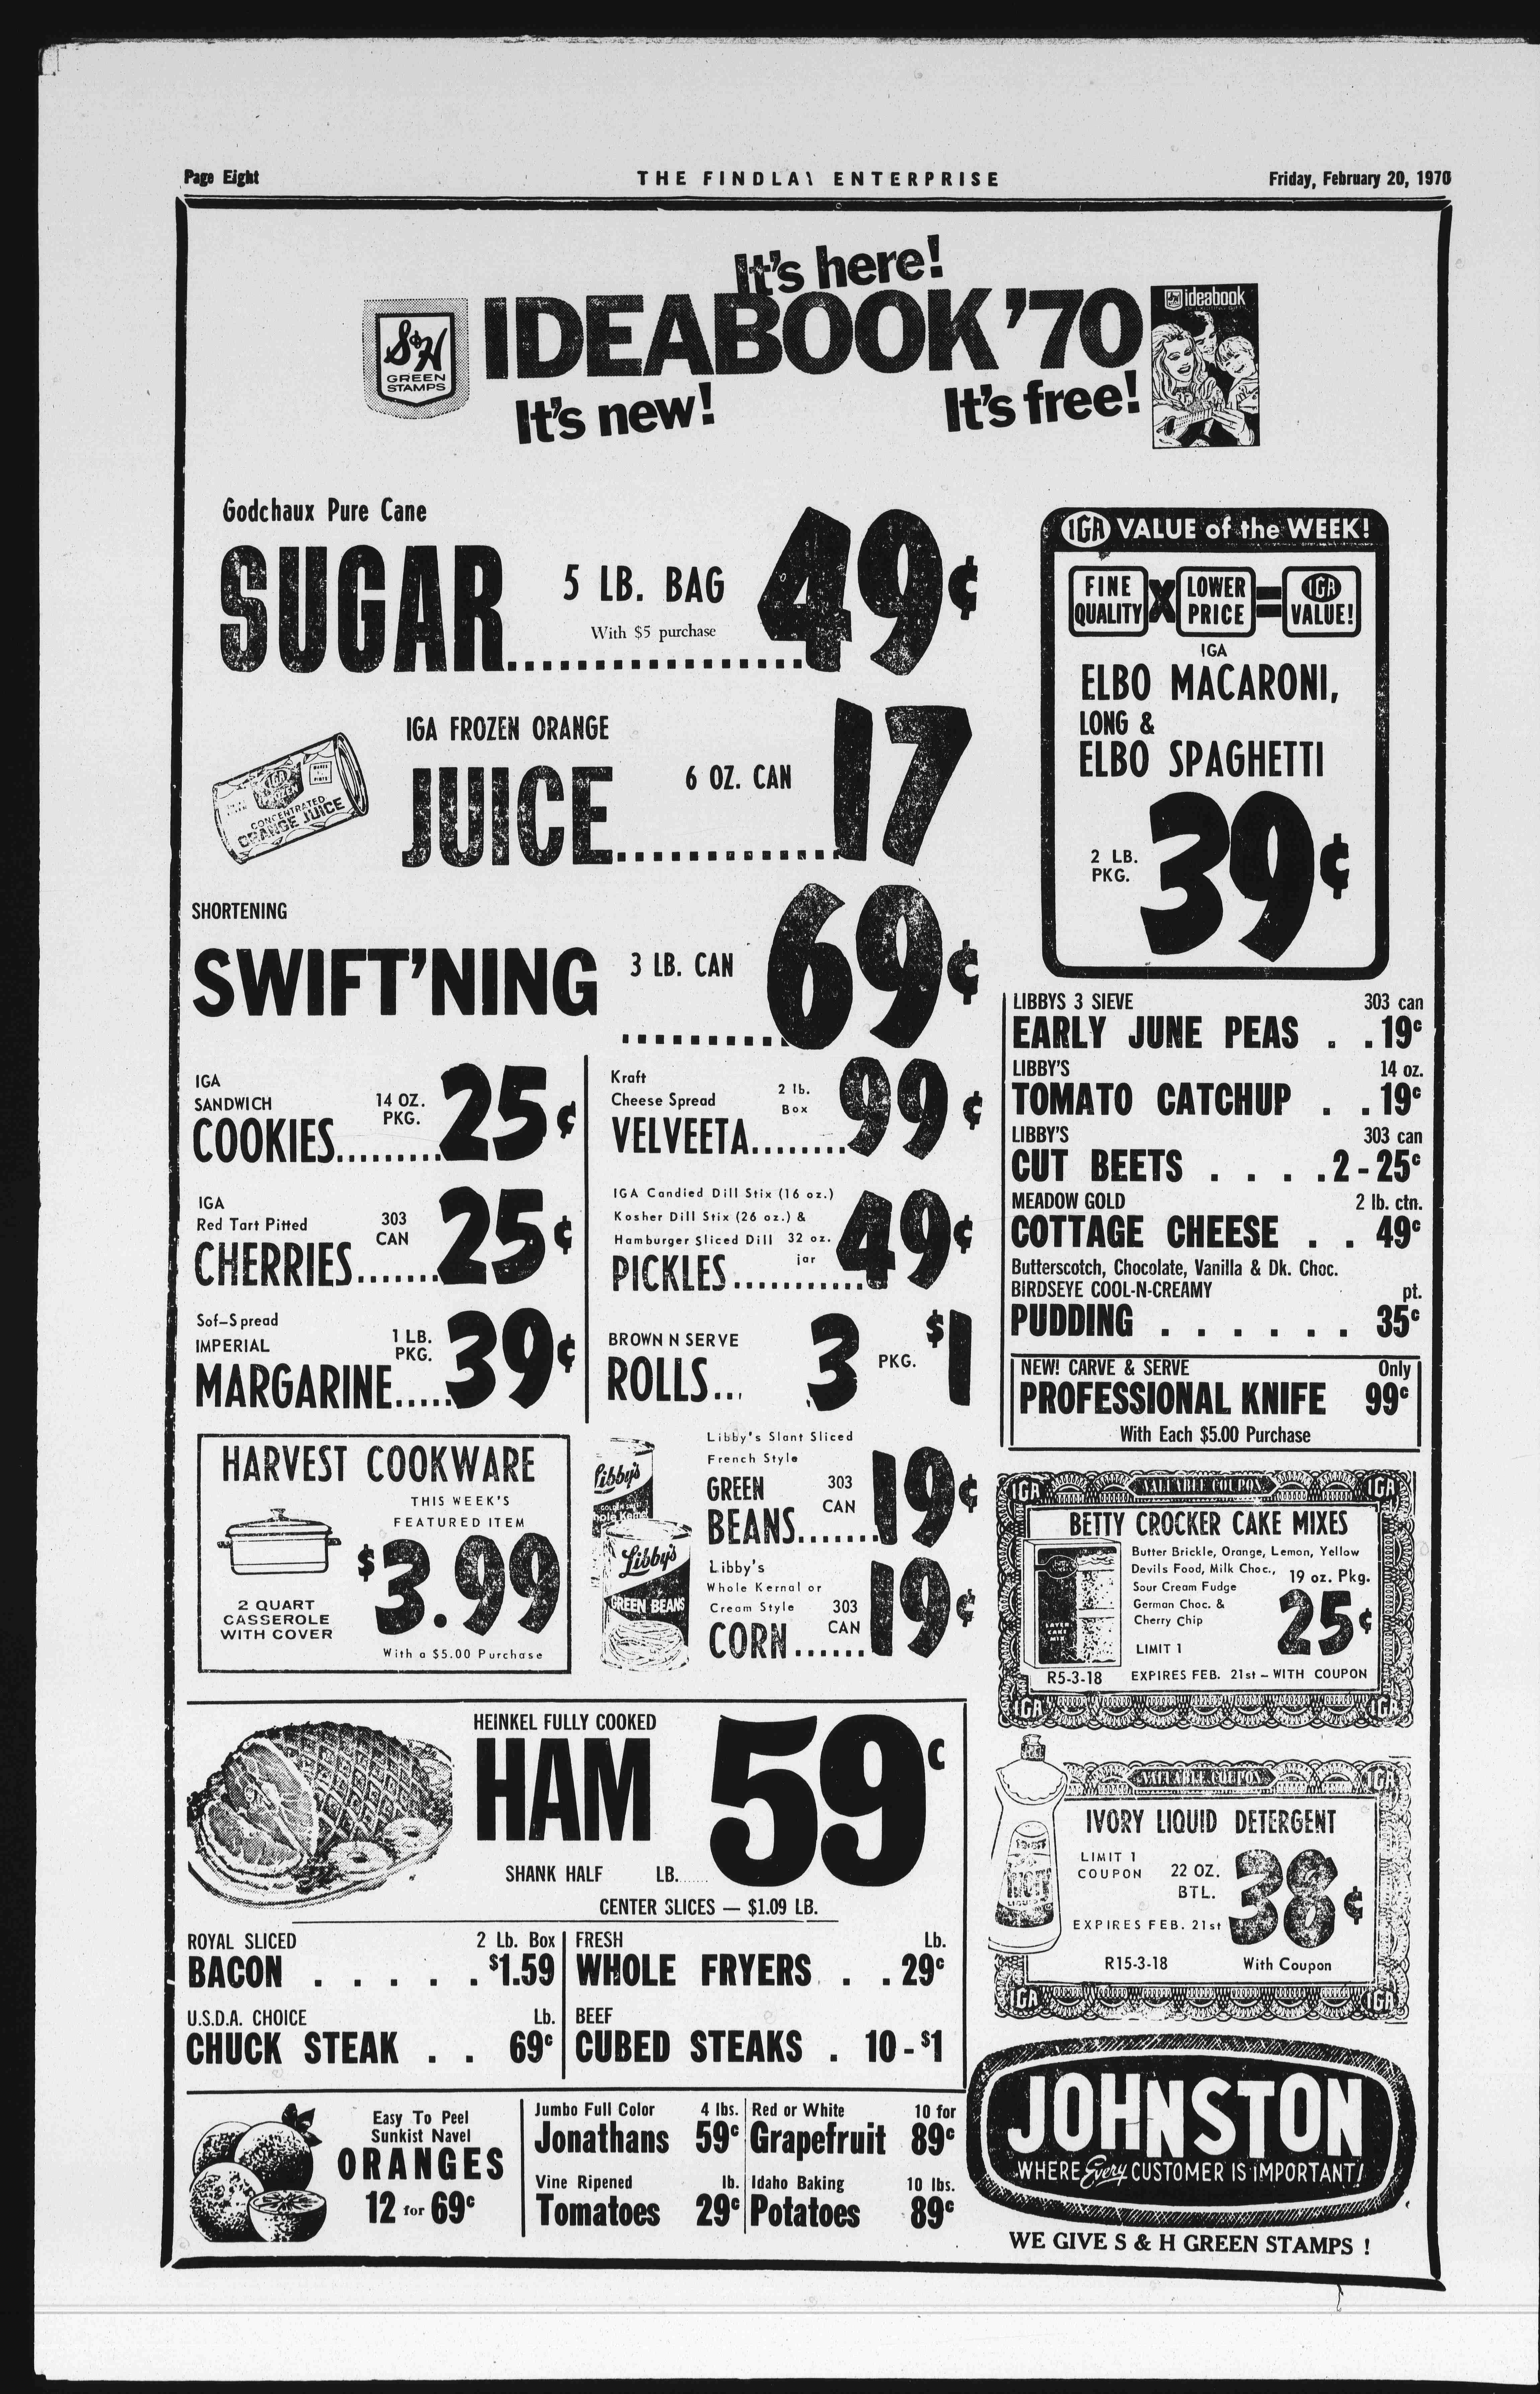 Page Eight
THE FINDLAY ENTERPRISE
Friday, February 20, 1970
It's here!
S&H
GREEN
STAMPS
IDEABOOK '70
ideabook
It's new!
It's free!
Godchaux Pure Cane
SUGAR 5 LB. BAG 49¢
With $5 purchase
IGA FROZEN ORANGE
JUICE 6 OZ. CAN 17
IGA
FROZEN
CONCENTRATED
ORANGE JUICE
SHORTENING
SWIFT'NING 3 LB. CAN 69¢
IGA
SANDWICH
COOKIES 14 OZ. PKG. 25¢
IGA
Red Tart Pitted
CHERRIES 303 CAN 25¢
Sof-Spread
IMPERIAL
MARGARINE 1 LB. PKG. 39¢
Kraft
Cheese Spread
VELVEETA 2 lb. Box 99¢
IGA Candied Dill Stix (16 oz.)
Kosher Dill Stix (26 oz.) &
Hamburger Sliced Dill 32 oz. jar
PICKLES 49¢
BROWN N SERVE
ROLLS... 3 PKG. $1
HARVEST COOKWARE
THIS WEEK'S
FEATURED ITEM
$3.99
2 QUART
CASSEROLE
WITH COVER
With a $5.00 Purchase
Libby's
Libby's
GREEN BEANS
Libby's Slant Sliced
French Style
GREEN
BEANS 303 CAN 19¢
Libby's
Whole Kernal or
Cream Style
CORN 303 CAN 19¢
IGA VALUE of the WEEK!
FINE QUALITY X LOWER PRICE = IGA VALUE!
IGA
ELBO MACARONI,
LONG &
ELBO SPAGHETTI
2 LB. PKG. 39¢
LIBBYS 3 SIEVE 303 can
EARLY JUNE PEAS . . 19¢
LIBBY'S 14 oz.
TOMATO CATCHUP . . 19¢
LIBBY'S 303 can
CUT BEETS . . . . . 2-25¢
MEADOW GOLD 2 lb. ctn.
COTTAGE CHEESE . . 49¢
Butterscotch, Chocolate, Vanilla & Dk. Choc.
BIRDSEYE COOL-N-CREAMY pt.
PUDDING . . . . . . . 35¢
NEW! CARVE & SERVE Only
PROFESSIONAL KNIFE 99¢
With Each $5.00 Purchase
IGA VALUABLE COUPON IGA
BETTY CROCKER CAKE MIXES
Butter Brickle, Orange, Lemon, Yellow
Devils Food, Milk Choc., 19 oz. Pkg.
Sour Cream Fudge
German Choc. &
Cherry Chip
25¢
LIMIT 1
R5-3-18 EXPIRES FEB. 21st – WITH COUPON
IGA IGA
VALUABLE COUPON IGA
IVORY LIQUID DETERGENT
LIMIT 1
COUPON 22 OZ. BTL. 38¢
EXPIRES FEB. 21st
R15-3-18 With Coupon
IGA IGA
HEINKEL FULLY COOKED
HAM 59¢
SHANK HALF LB.
CENTER SLICES — $1.09 LB.
ROYAL SLICED 2 Lb. Box
BACON . . . . . . $1.59
U.S.D.A. CHOICE Lb.
CHUCK STEAK . . 69¢
FRESH Lb.
WHOLE FRYERS . . 29¢
BEEF
CUBED STEAKS . 10-$1
Easy To Peel
Sunkist Navel
ORANGES
12 for 69¢
Jumbo Full Color 4 lbs.
Jonathans 59¢
Vine Ripened lb.
Tomatoes 29¢
Red or White 10 for
Grapefruit 89¢
Idaho Baking 10 lbs.
Potatoes 89¢
JOHNSTON
WHERE Every CUSTOMER IS IMPORTANT!
WE GIVE S & H GREEN STAMPS !